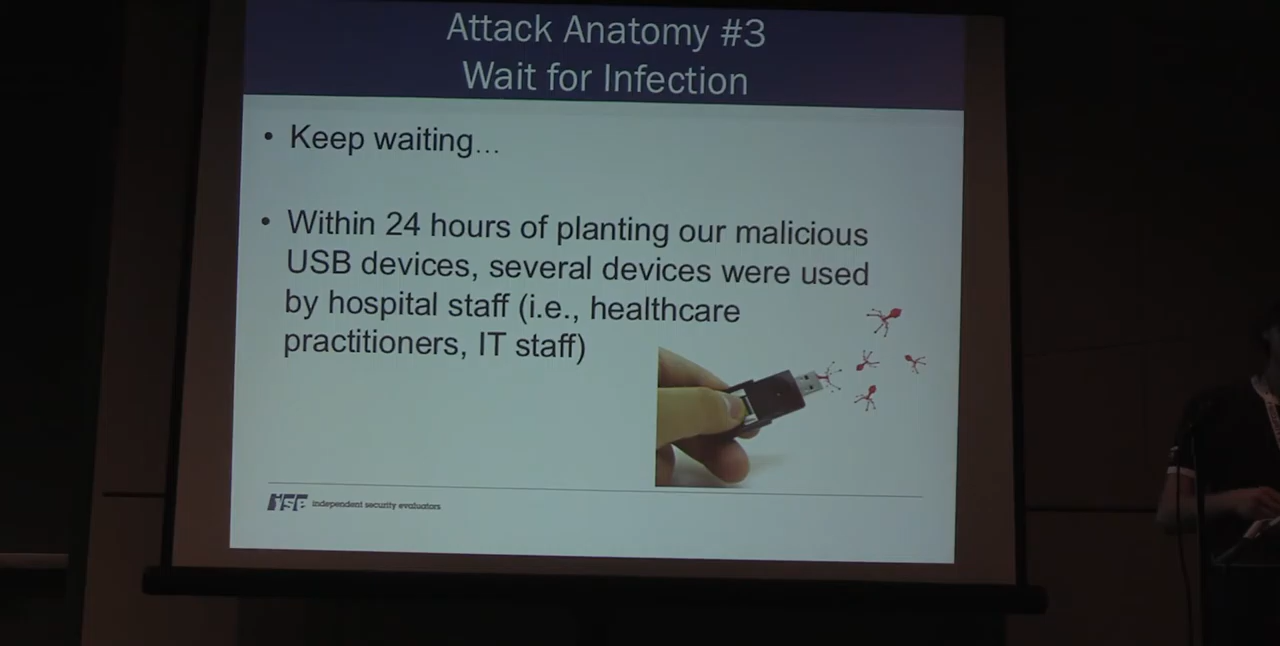 Attack Anatomy #3
Wait for Infection
• Keep waiting...
• Within 24 hours of planting our malicious
USB devices, several devices were used
by hospital staff (i.e., healthcare
practitioners, IT staff)
ise independent security evaluators